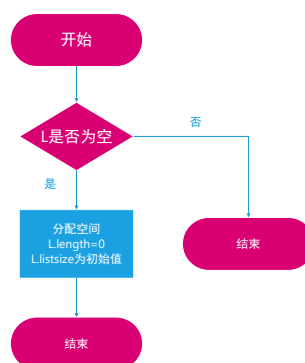 开始
L是否为空
否
是
分配空间
L.length=0
L.listsize为初始值
结束
结束